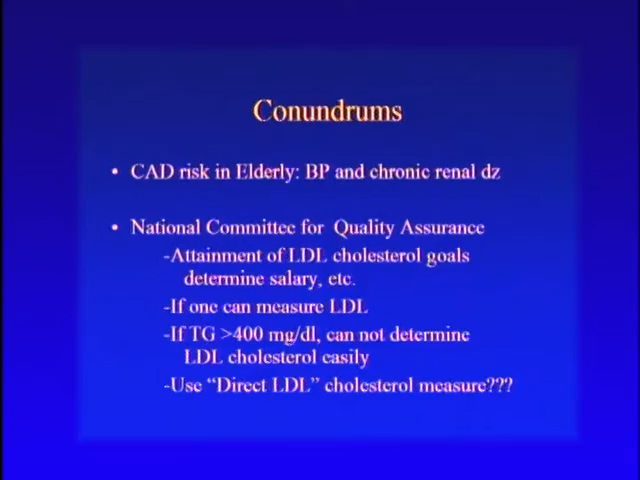 Conundrums
• CAD risk in Elderly: BP and chronic renal dz
• National Committee for Quality Assurance
-Attainment of LDL cholesterol goals
determine salary, etc.
-If one can measure LDL
-If TG >400 mg/dl, can not determine
LDL cholesterol easily
-Use “Direct LDL” cholesterol measure???